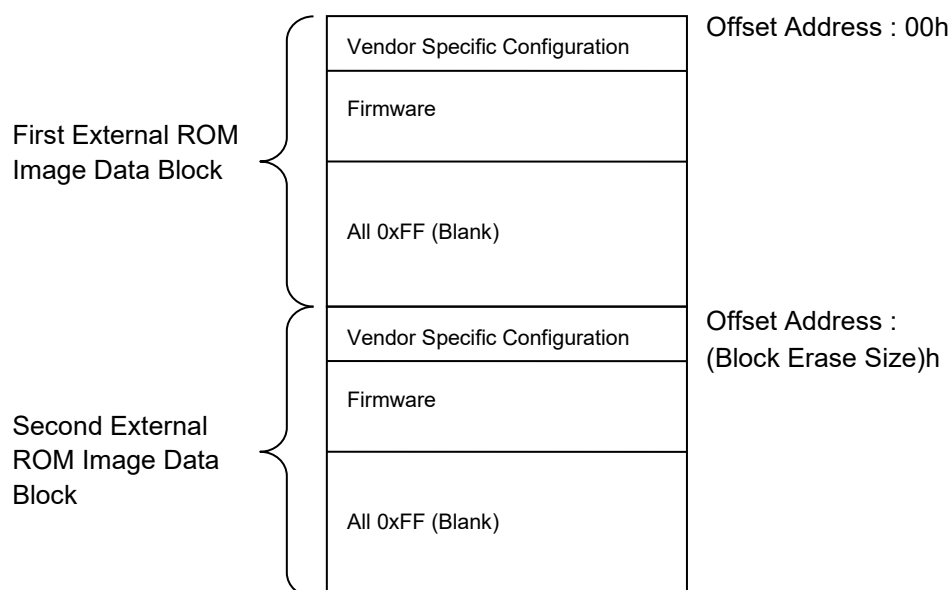 Offset Address : 00h
Vendor Specific Configuration
Firmware
First External ROM
Image Data Block
All 0xFF (Blank)
Offset Address :
(Block Erase Size)h
Vendor Specific Configuration
Firmware
Second External
ROM Image Data
Block
All 0xFF (Blank)